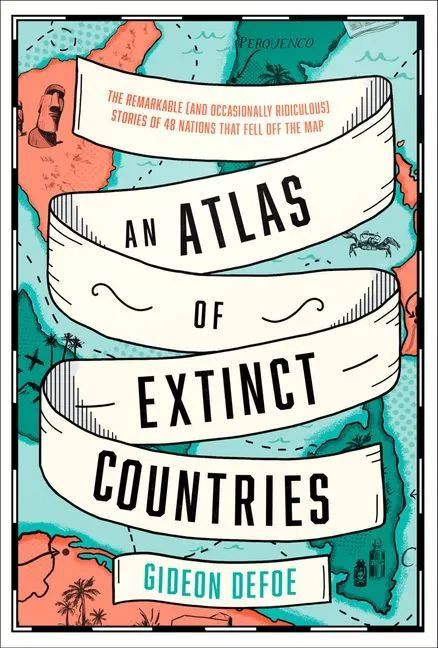 PERQUENCO
THE REMARKABLE (AND OCCASIONALLY RIDICULOUS)
STORIES OF 48 NATIONS THAT FELL OFF THE MAP
AN ATLAS
OF
EXTINCT
COUNTRIES
GIDEON DEFOE